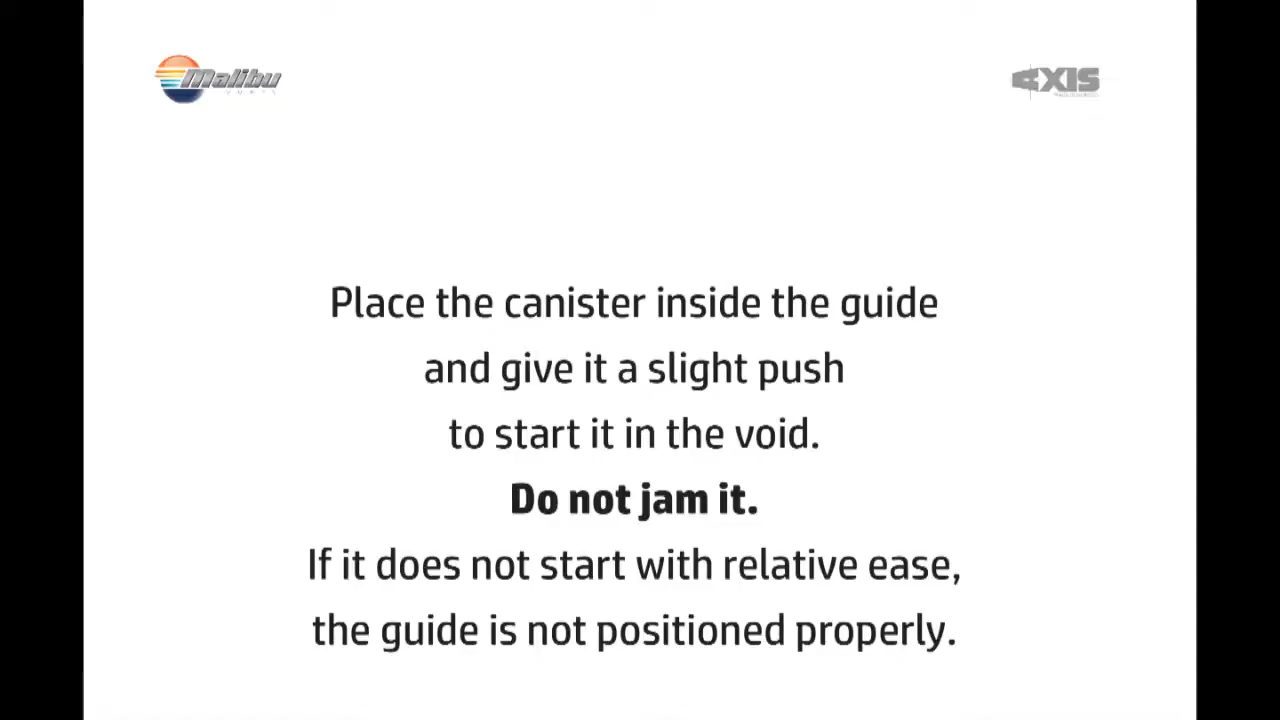 Malibu
AXIS
Place the canister inside the guide
and give it a slight push
to start it in the void.
Do not jam it.
If it does not start with relative ease,
the guide is not positioned properly.